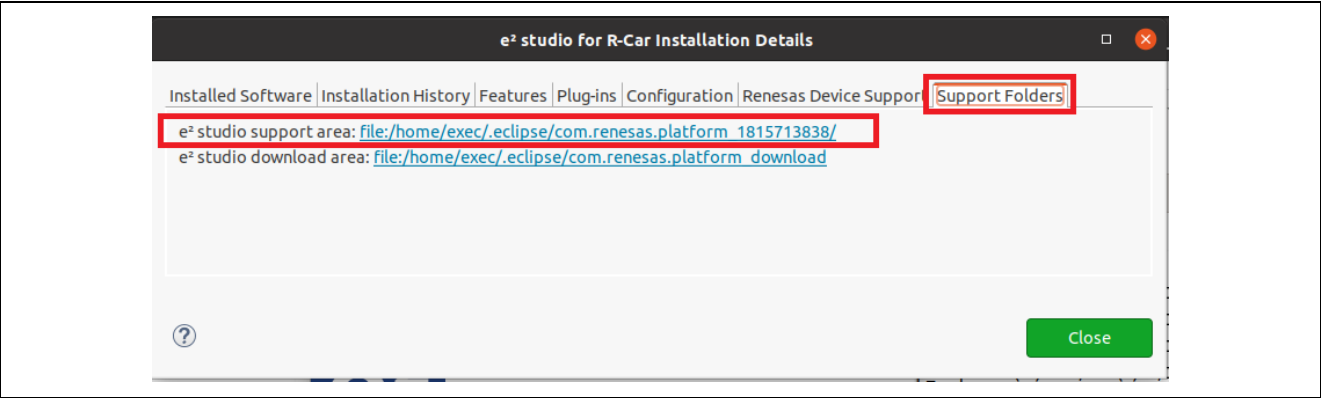 e² studio for R-Car Installation Details
Installed Software Installation History Features Plug-ins Configuration Renesas Device Support Support Folders
e² studio support area: file:/home/exec/.eclipse/com.renesas.platform_1815713838/
e² studio download area: file:/home/exec/.eclipse/com.renesas.platform_download
?
Close